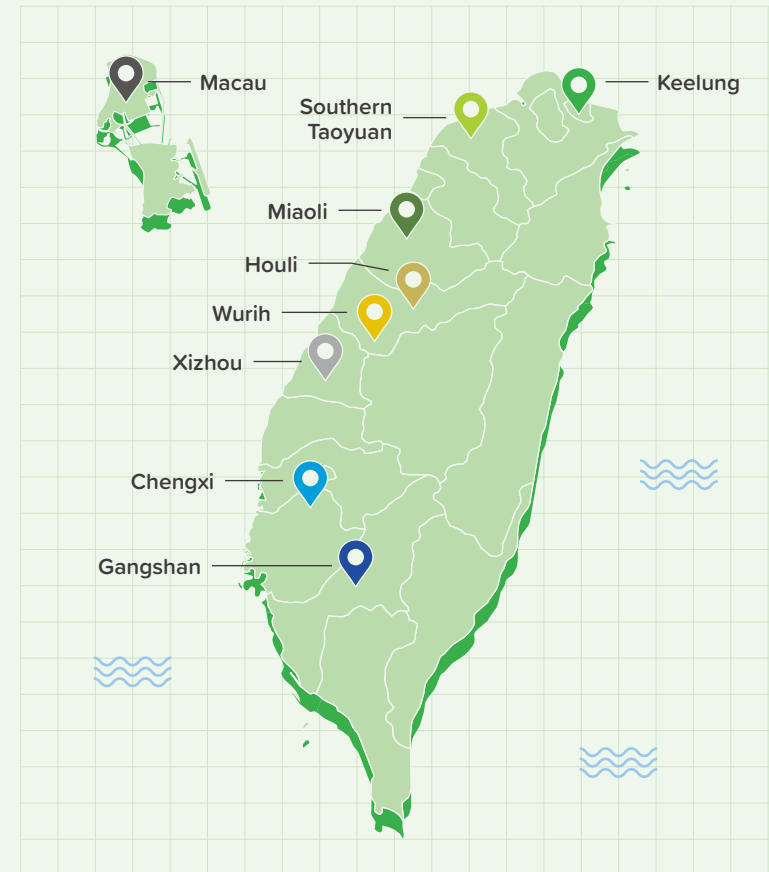 Macau
Keelung
Southern
Taoyuan
Miaoli
Houli
Wurih
Xizhou
Chengxi
Gangshan